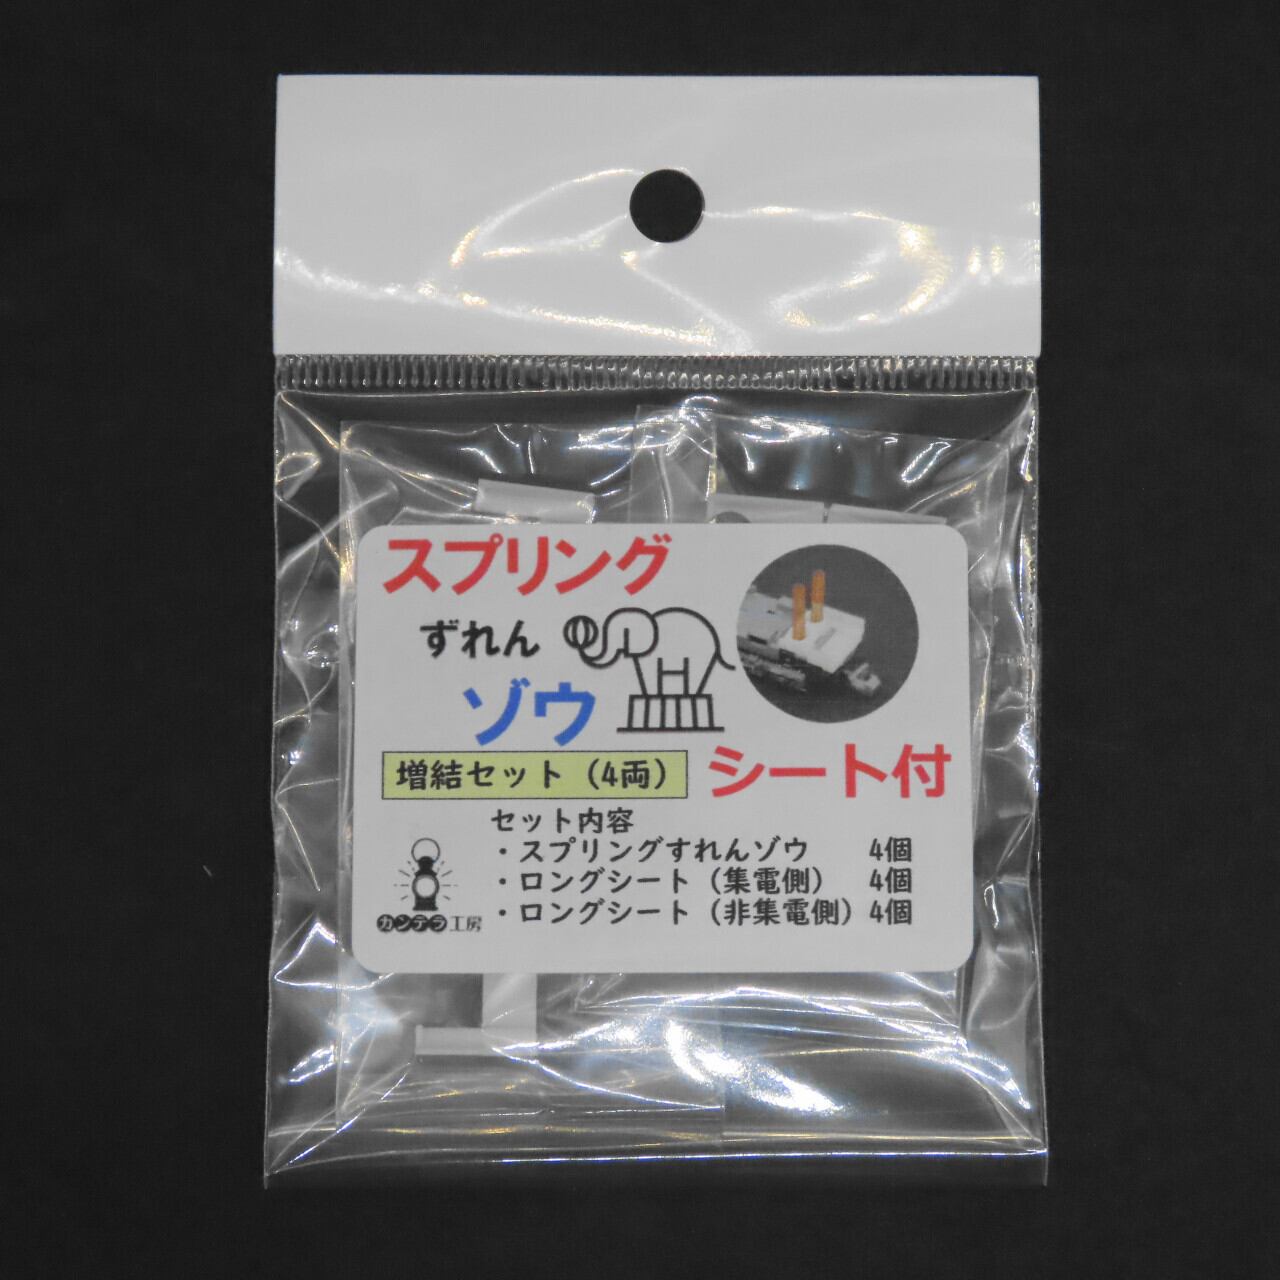 スプリング
ずれん
ゾウ
増結セット（4両）
シート付
セット内容
・スプリングすれんゾウ 4個
・ロングシート（集電側） 4個
・ロングシート（非集電側）4個
カンテラ工房